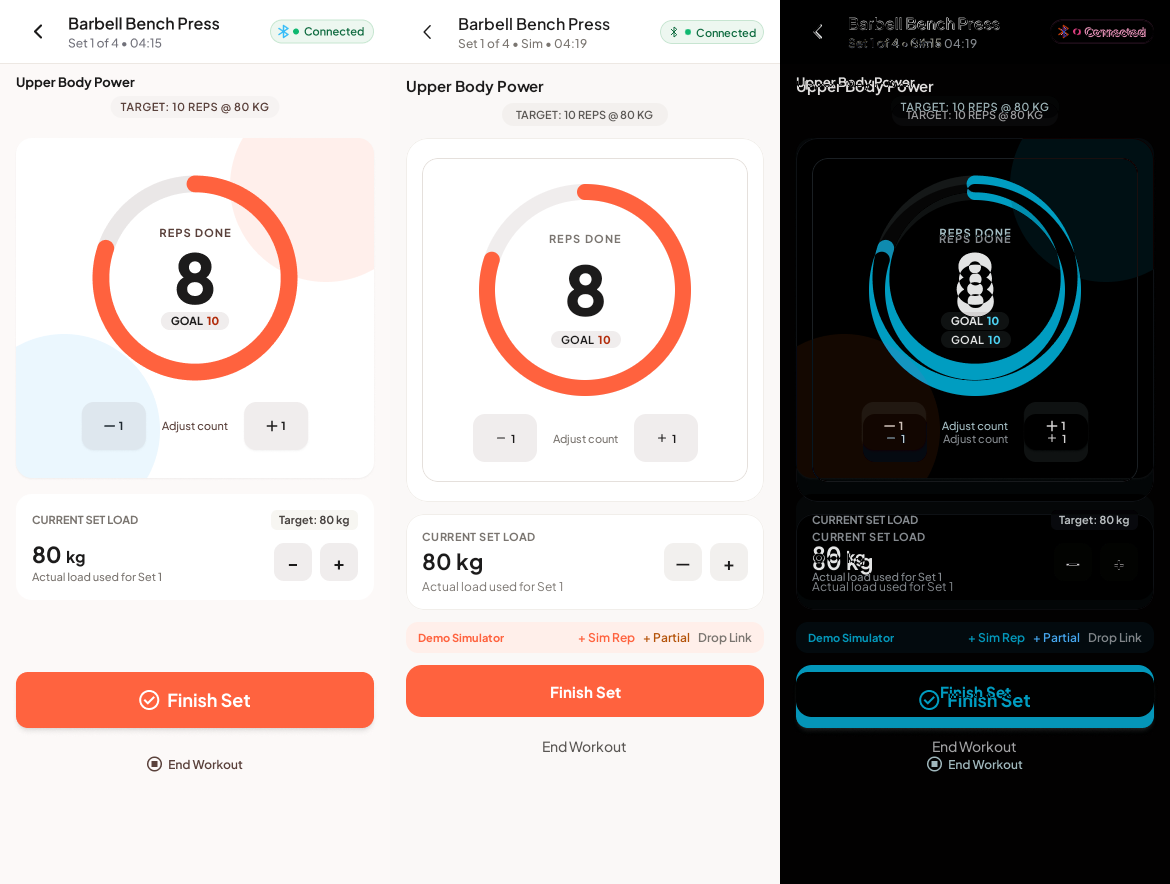 Barbell Bench Press
Set 1 of 4 • 04:15
Connected
Upper Body Power
TARGET: 10 REPS @ 80 KG
REPS DONE
8
GOAL 10
— 1
Adjust count
+ 1
CURRENT SET LOAD
Target: 80 kg
80 kg
-
+
Actual load used for Set 1
Finish Set
End Workout
Barbell Bench Press
Set 1 of 4 • Sim • 04:19
Connected
Upper Body Power
TARGET: 10 REPS @ 80 KG
REPS DONE
8
GOAL 10
— 1
Adjust count
+ 1
CURRENT SET LOAD
80 kg
—
+
Actual load used for Set 1
Demo Simulator
+ Sim Rep
+ Partial
Drop Link
Finish Set
End Workout
Barbell Bench Press
04:19
Upper Body Power
TARGET: 10 REPS @ 80 KG
TARGET: 10 REPS @ 80 KG
REPS DONE
REPS DONE
8
GOAL 10
GOAL 10
— 1
Adjust count
+ 1
— 1
Adjust count
+ 1
CURRENT SET LOAD
Target: 80 kg
CURRENT SET LOAD
80 kg
Actual load used for Set 1
Actual load used for Set 1
Demo Simulator
+ Sim Rep
+ Partial
Drop Link
Finish Set
Finish Set
End Workout
End Workout